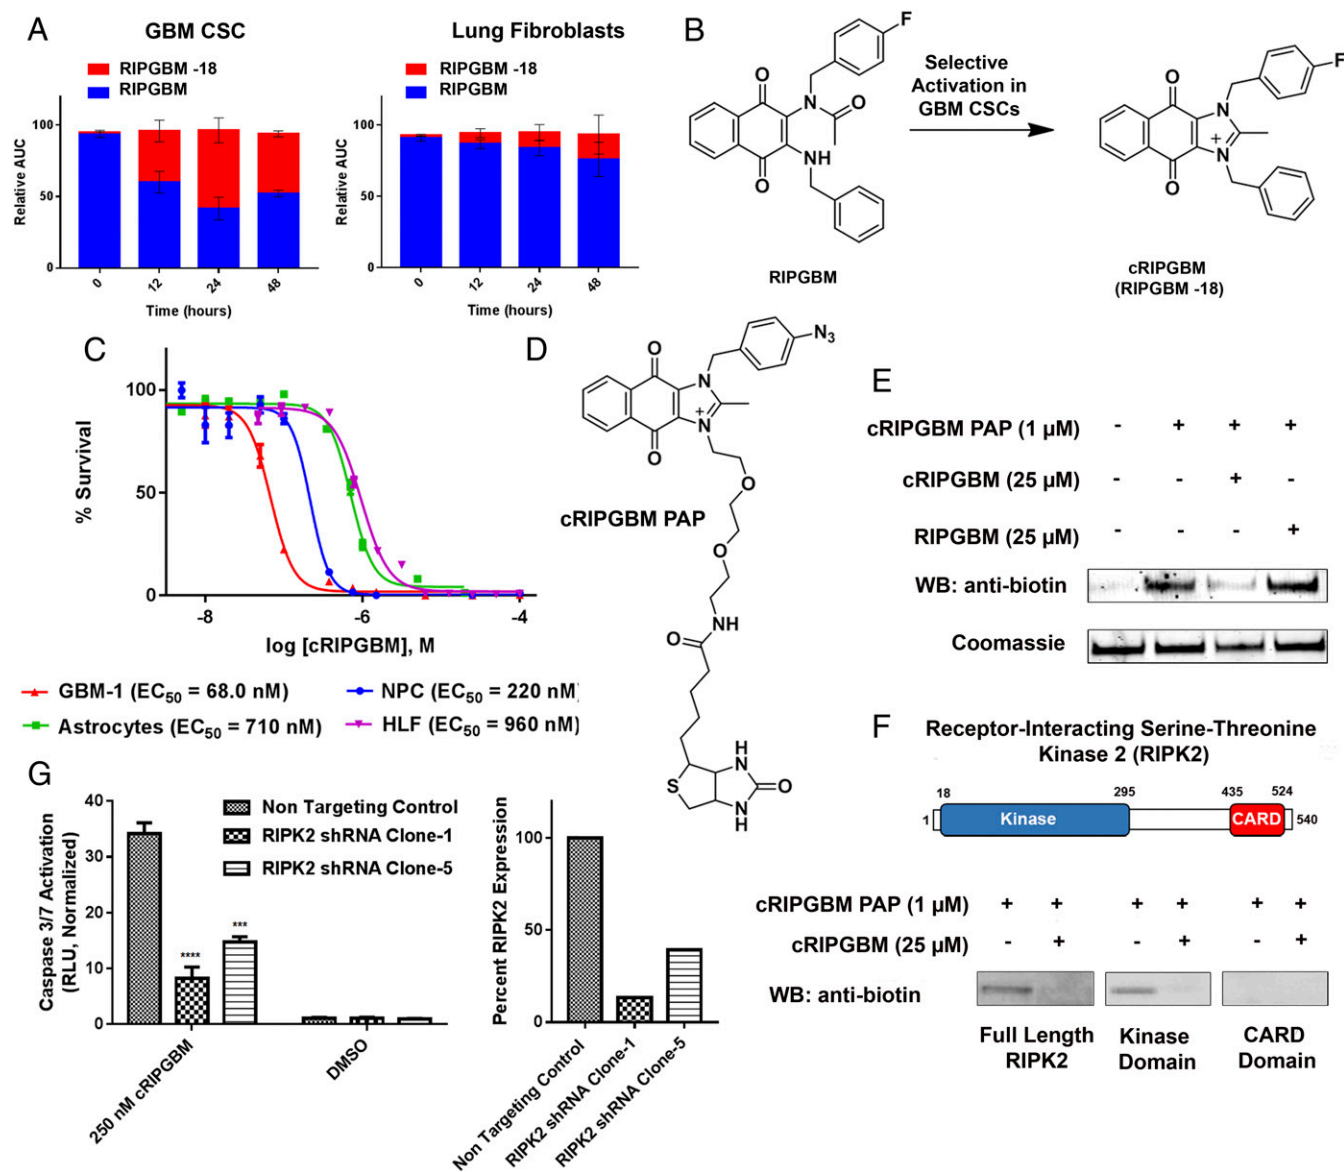 A
GBM CSC
RIPGBM -18
RIPGBM
Relative AUC
100
50
0
0
12
24
48
Time (hours)
Lung Fibroblasts
RIPGBM -18
RIPGBM
Relative AUC
100
50
0
0
12
24
48
Time (hours)
B
F
O
N
O
NH
O
RIPGBM
Selective
Activation in
GBM CSCs
F
O
N
+
N
O
cRIPGBM
(RIPGBM -18)
C
% Survival
100
50
0
-8
-6
-4
log [cRIPGBM], M
GBM-1 (EC50 = 68.0 nM)
NPC (EC50 = 220 nM)
Astrocytes (EC50 = 710 nM)
HLF (EC50 = 960 nM)
D
N3
O
N
+
N
O
O
O
cRIPGBM PAP
NH
O
H
N
S
O
N
H
E
cRIPGBM PAP (1 µM) - + + +
cRIPGBM (25 µM) - - + -
RIPGBM (25 µM) - - - +
WB: anti-biotin
Coomassie
F
Receptor-Interacting Serine-Threonine
Kinase 2 (RIPK2)
18 295 435 524
1 Kinase CARD 540
cRIPGBM PAP (1 µM) + + + + + +
cRIPGBM (25 µM) - + - + - +
WB: anti-biotin
Full Length
RIPK2
Kinase
Domain
CARD
Domain
G
Caspase 3/7 Activation
(RLU, Normalized)
40
30
20
10
0
Non Targeting Control
RIPK2 shRNA Clone-1
RIPK2 shRNA Clone-5
****
***
250 nM cRIPGBM
DMSO
Percent RIPK2 Expression
100
50
0
Non Targeting Control
RIPK2 shRNA Clone-1
RIPK2 shRNA Clone-5